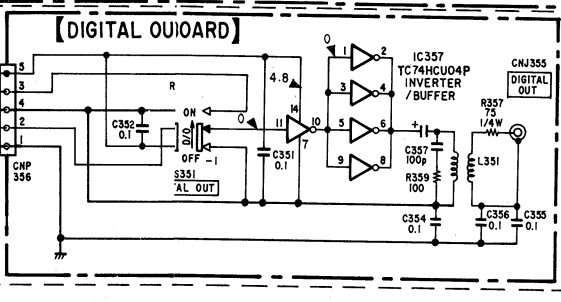 【DIGITAL OUBOARD】
5
3
4
2
1
CNP
356
R
C352
0.1
ON
D/O
OFF
-1
S351
AL OUT
0
11
14
4.8
10
7
C351
0.1
0
1
2
3
4
5
6
9
8
IC357
TC74HCU04P
INVERTER
/BUFFER
+
C357
100p
R359
100
C354
0.1
L351
R357
75
1/4W
CNJ355
DIGITAL
OUT
C356
0.1
C355
0.1